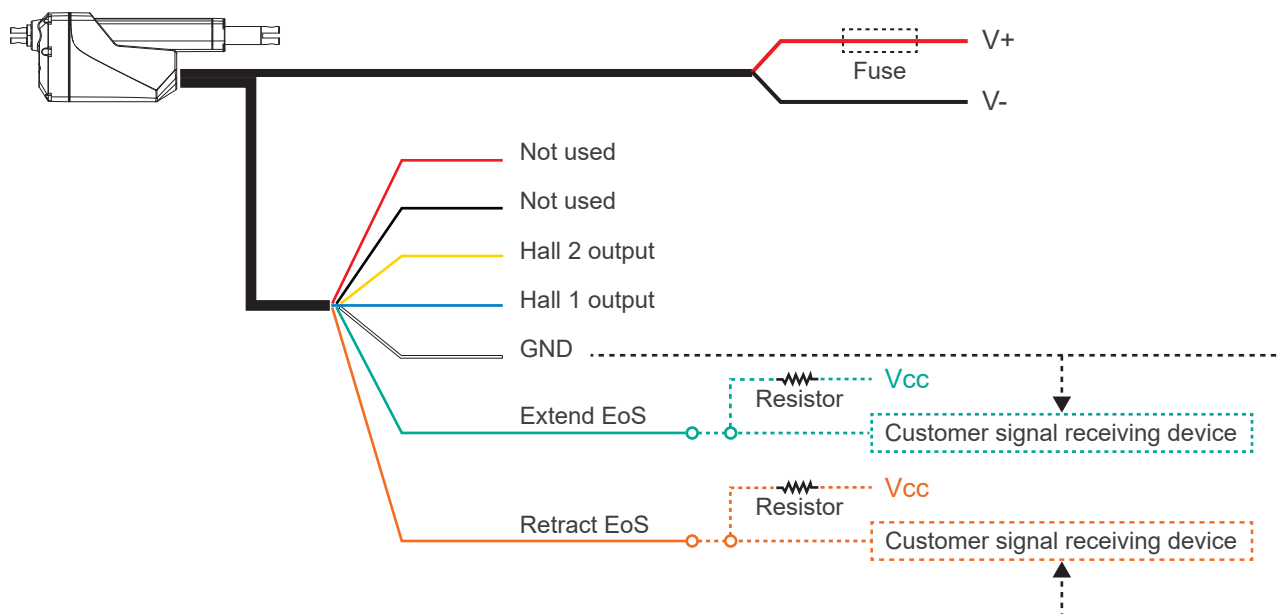 V+
Fuse
V-
Not used
Not used
Hall 2 output
Hall 1 output
GND
Vcc
Resistor
Extend EoS
Customer signal receiving device
Vcc
Resistor
Retract EoS
Customer signal receiving device